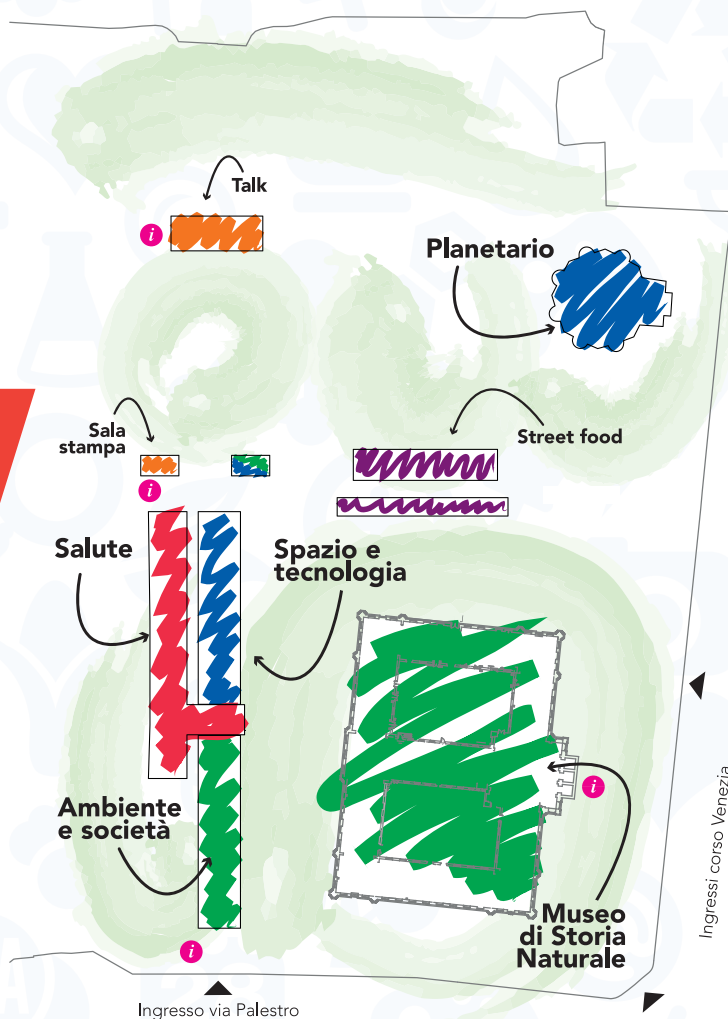 Talk
i
Planetario
Sala
stampa
Street food
i
Salute
Spazio e
tecnologia
i
Ambiente
e società
Museo
di Storia
Naturale
i
Ingressi corso Venezia
Ingresso via Palestro